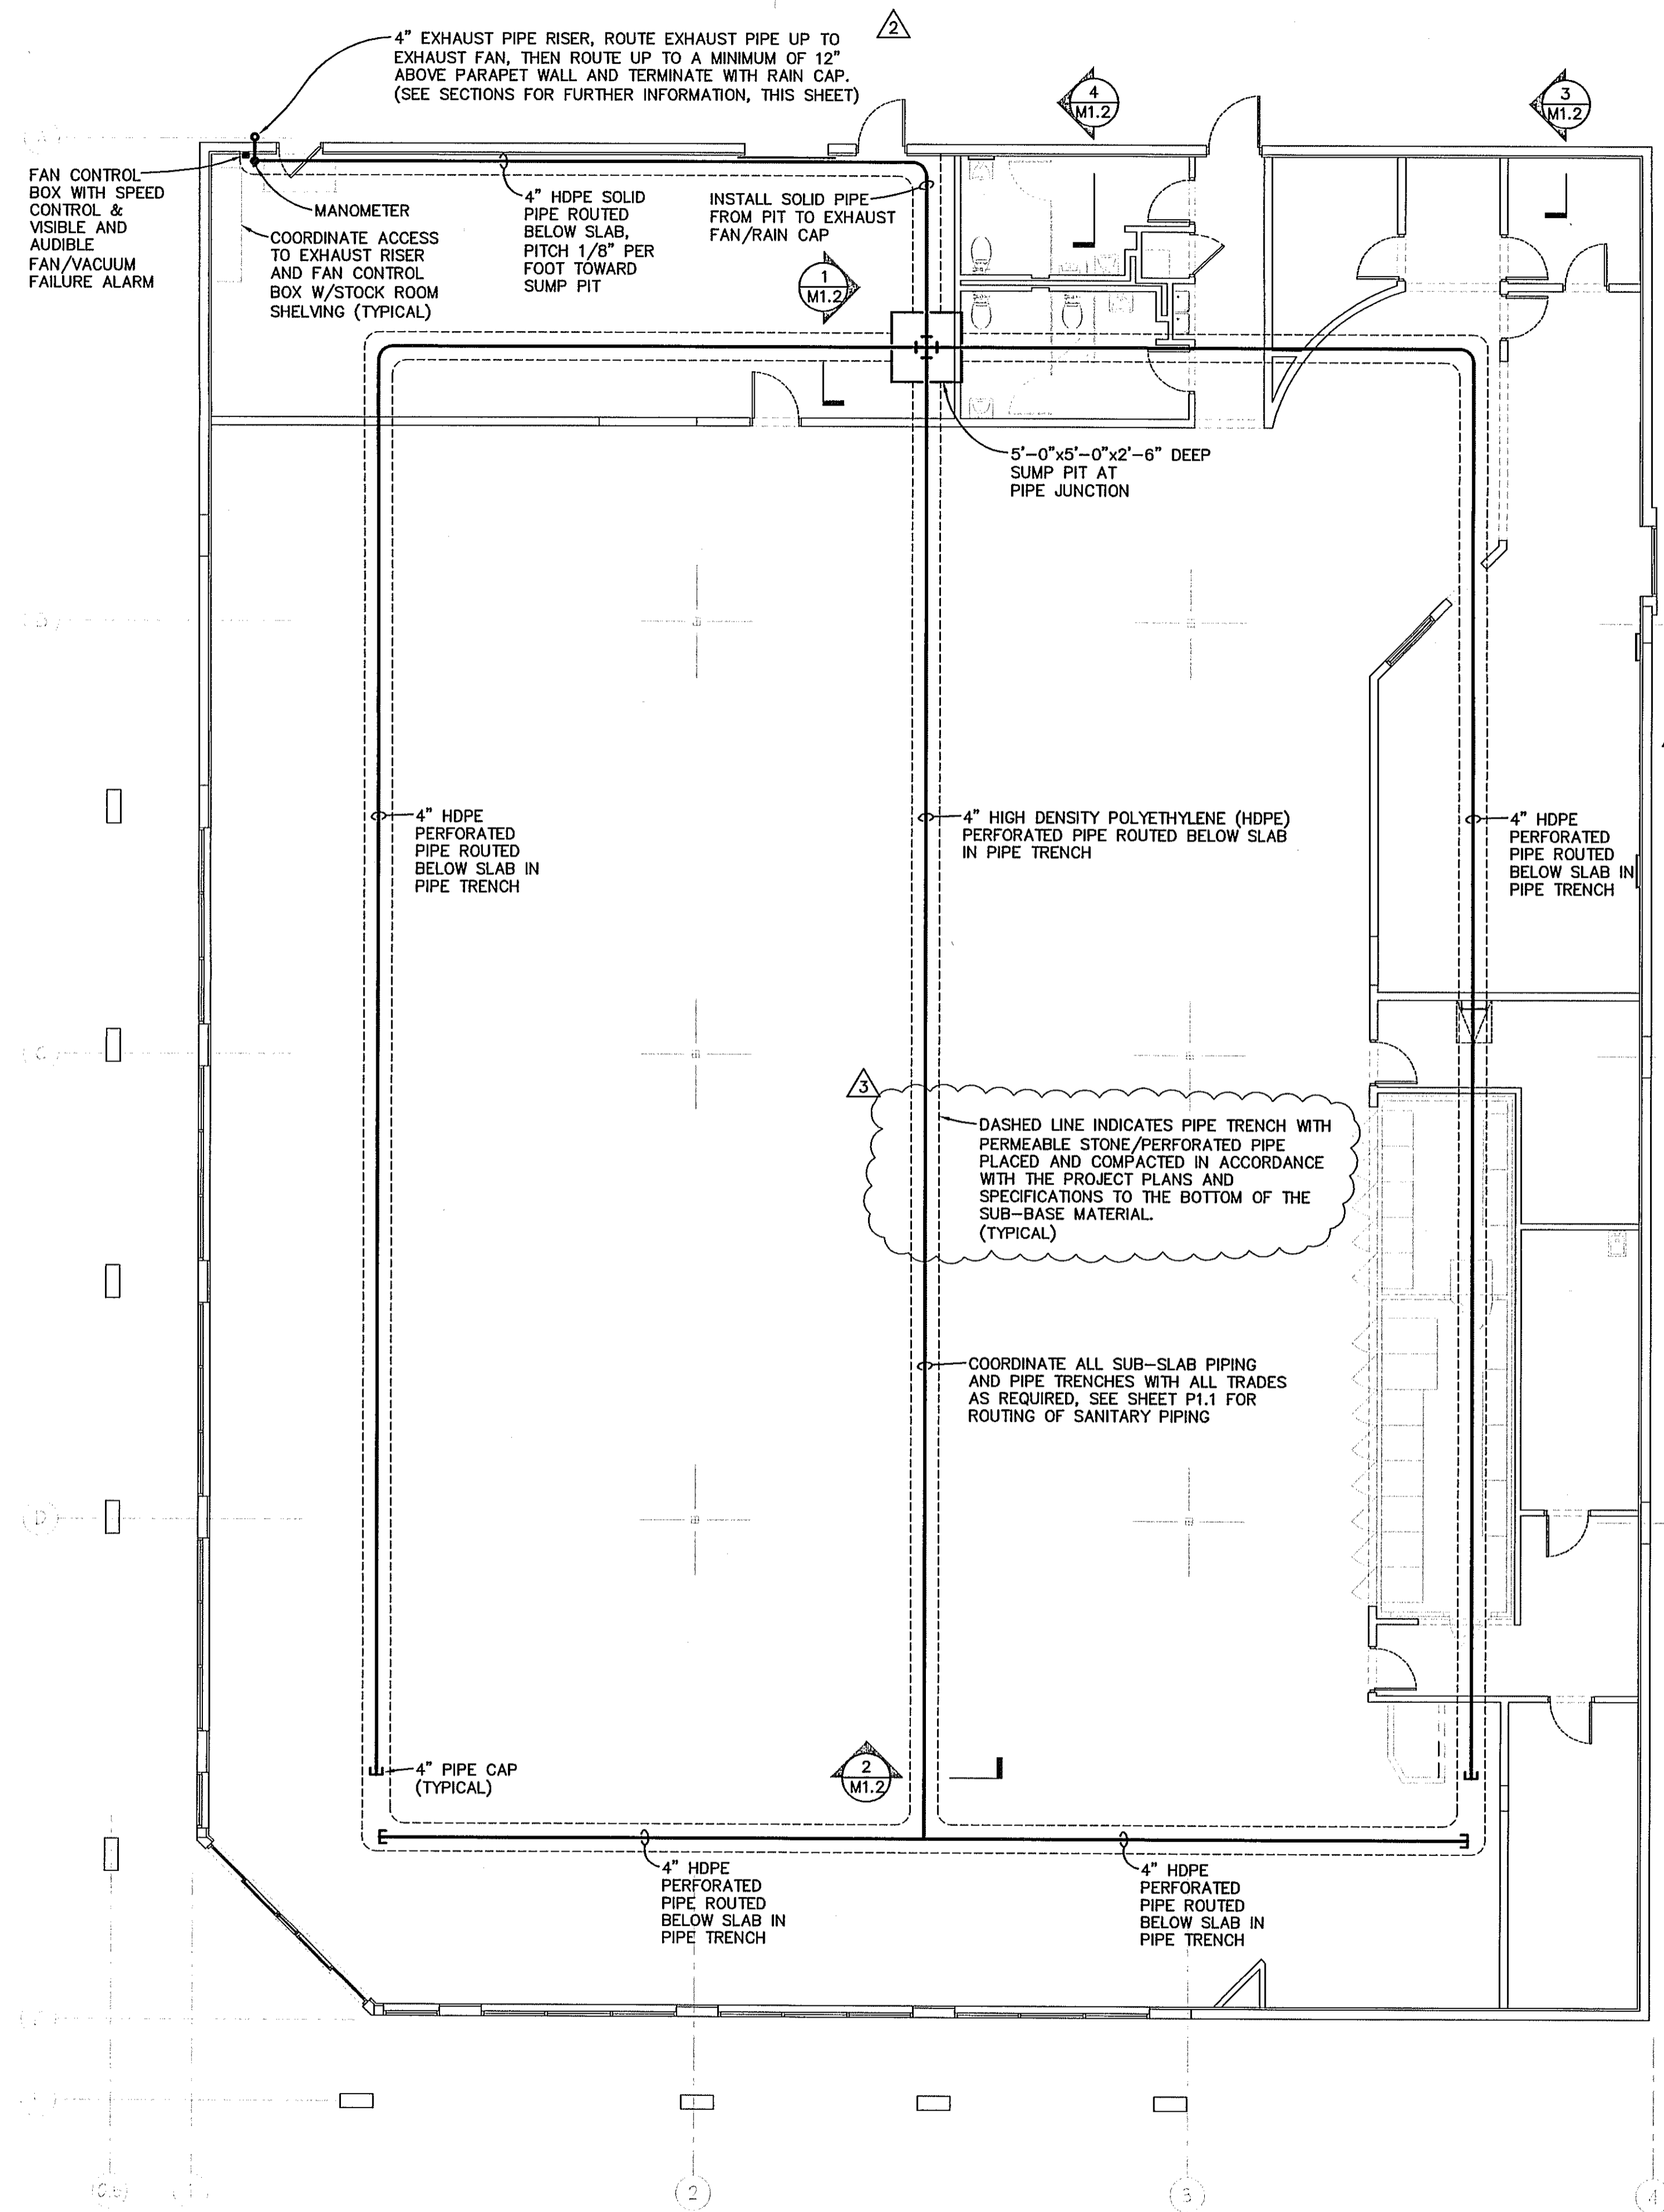 4" EXHAUST PIPE RISER, ROUTE EXHAUST PIPE UP TO
EXHAUST FAN, THEN ROUTE UP TO A MINIMUM OF 12"
ABOVE PARAPET WALL AND TERMINATE WITH RAIN CAP.
(SEE SECTIONS FOR FURTHER INFORMATION, THIS SHEET)
2
4
M1.2
3
M1.2
A
FAN CONTROL
BOX WITH SPEED
CONTROL &
VISIBLE AND
AUDIBLE
FAN/VACUUM
FAILURE ALARM
MANOMETER
COORDINATE ACCESS
TO EXHAUST RISER
AND FAN CONTROL
BOX W/STOCK ROOM
SHELVING (TYPICAL)
4" HDPE SOLID
PIPE ROUTED
BELOW SLAB,
PITCH 1/8" PER
FOOT TOWARD
SUMP PIT
INSTALL SOLID PIPE
FROM PIT TO EXHAUST
FAN/RAIN CAP
1
M1.2
5'-0"x5'-0"x2'-6" DEEP
SUMP PIT AT
PIPE JUNCTION
4" HDPE
PERFORATED
PIPE ROUTED
BELOW SLAB IN
PIPE TRENCH
4" HIGH DENSITY POLYETHYLENE (HDPE)
PERFORATED PIPE ROUTED BELOW SLAB
IN PIPE TRENCH
4" HDPE
PERFORATED
PIPE ROUTED
BELOW SLAB IN
PIPE TRENCH
C
3
DASHED LINE INDICATES PIPE TRENCH WITH
PERMEABLE STONE/PERFORATED PIPE
PLACED AND COMPACTED IN ACCORDANCE
WITH THE PROJECT PLANS AND
SPECIFICATIONS TO THE BOTTOM OF THE
SUB-BASE MATERIAL.
(TYPICAL)
COORDINATE ALL SUB-SLAB PIPING
AND PIPE TRENCHES WITH ALL TRADES
AS REQUIRED, SEE SHEET P1.1 FOR
ROUTING OF SANITARY PIPING
D
4" PIPE CAP
(TYPICAL)
2
M1.2
4" HDPE
PERFORATED
PIPE ROUTED
BELOW SLAB IN
PIPE TRENCH
4" HDPE
PERFORATED
PIPE ROUTED
BELOW SLAB IN
PIPE TRENCH
0.5
2
3
4